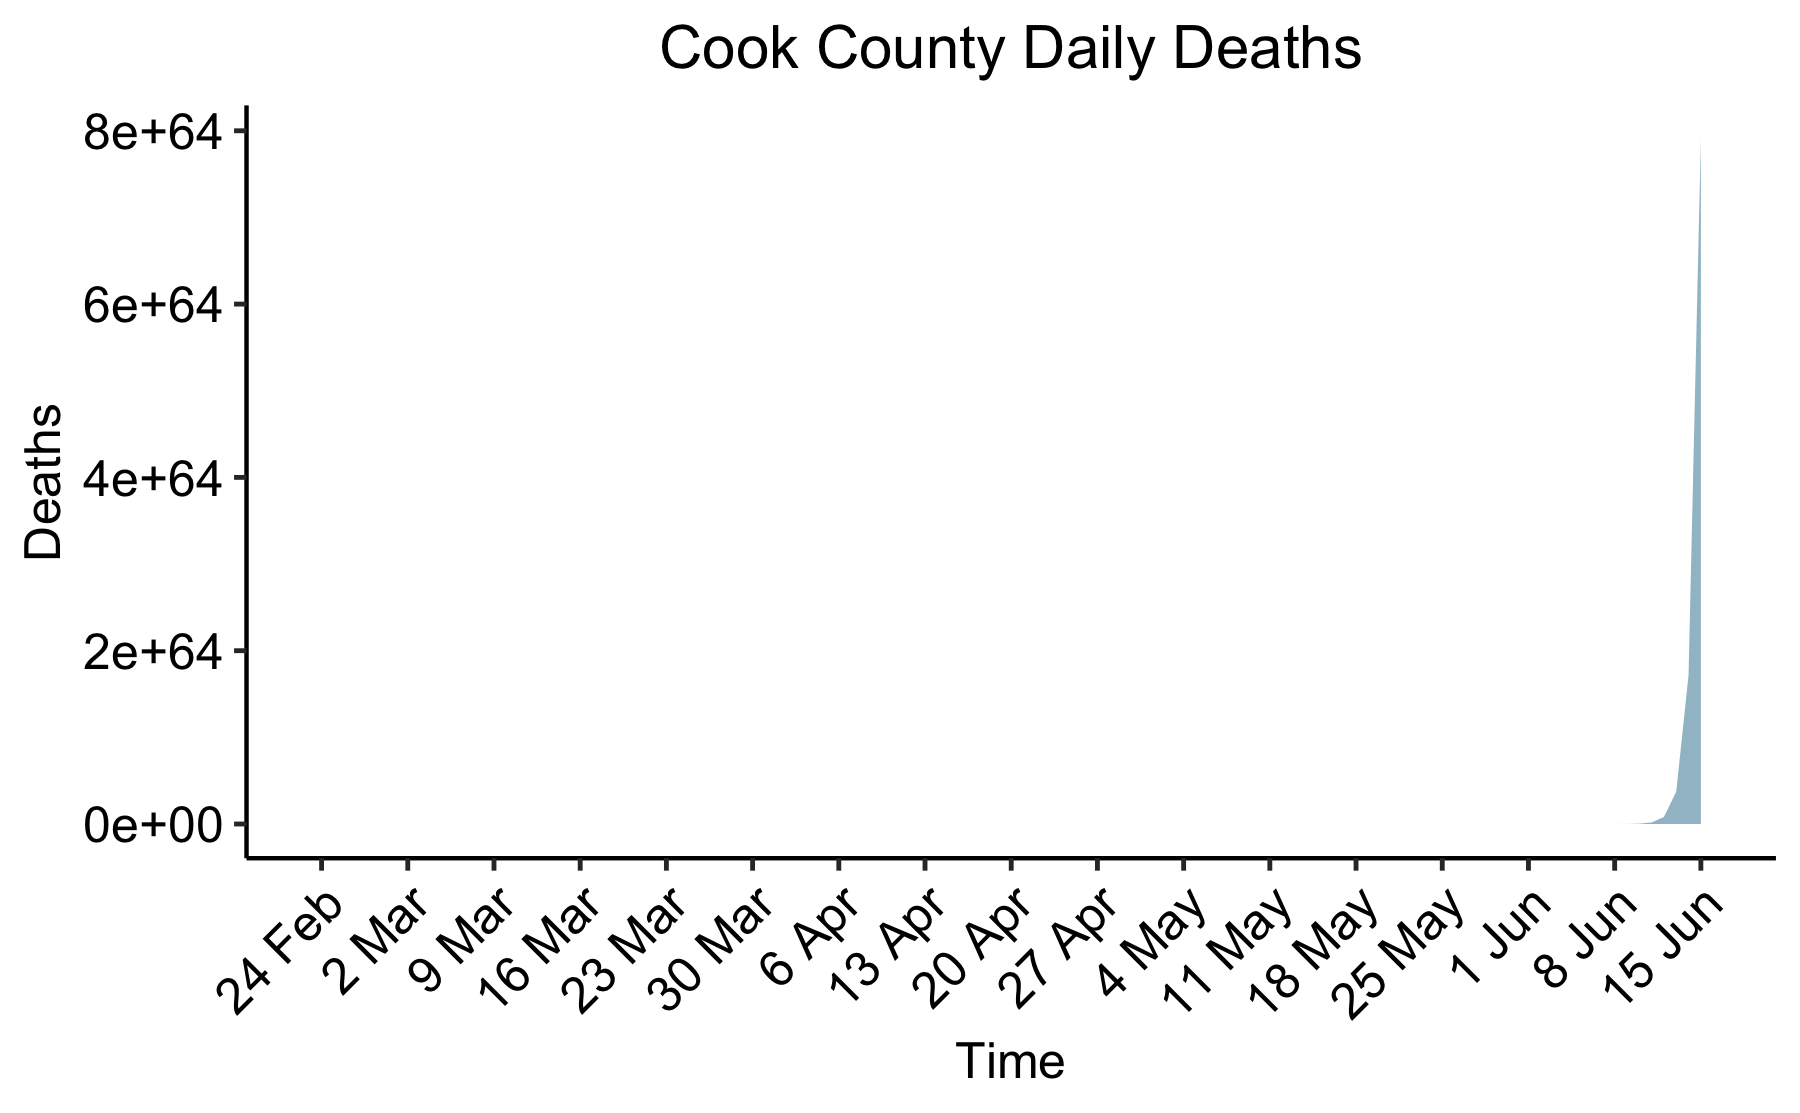 Cook County Daily Deaths
8e+64
6e+64
4e+64
2e+64
0e+00
Deaths
24 Feb
2 Mar
9 Mar
16 Mar
23 Mar
30 Mar
6 Apr
13 Apr
20 Apr
27 Apr
4 May
11 May
18 May
25 May
1 Jun
8 Jun
15 Jun
Time